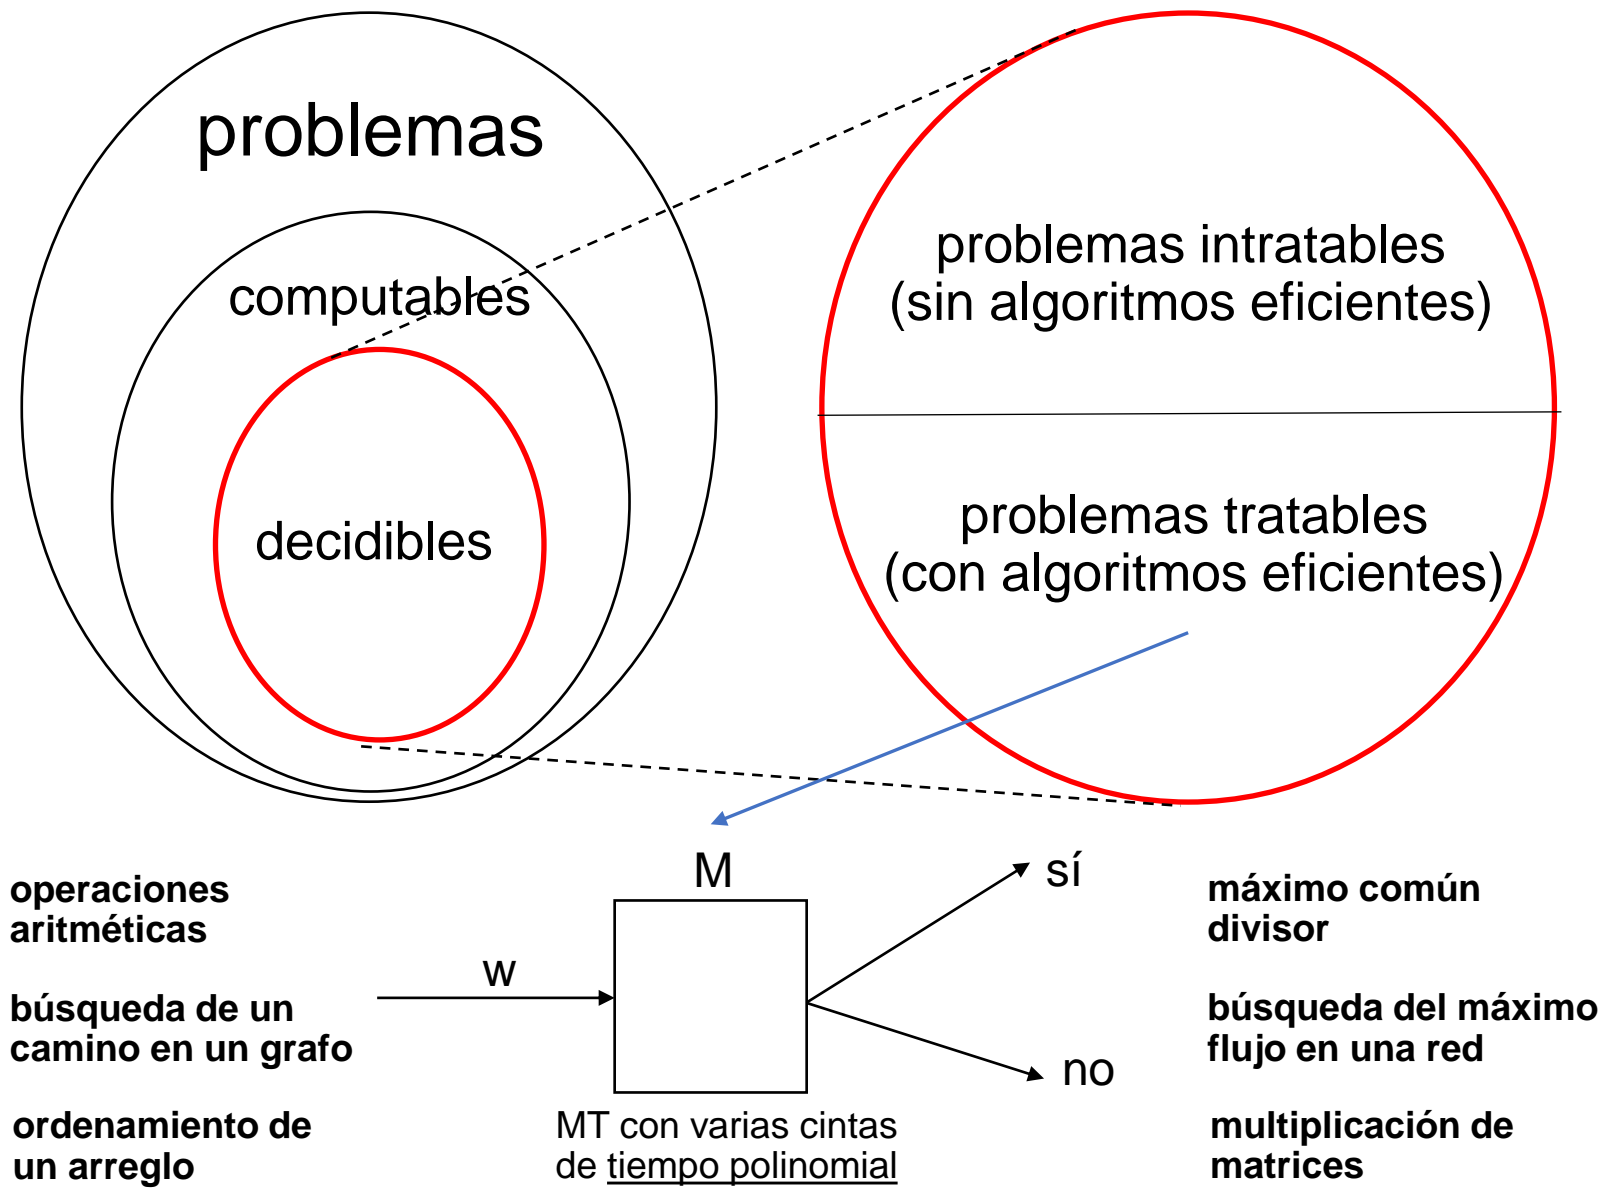 problemas
computables
decidibles
problemas intratables
(sin algoritmos eficientes)
problemas tratables
(con algoritmos eficientes)
operaciones
aritméticas
búsqueda de un
camino en un grafo
ordenamiento de
un arreglo
w
M
MT con varias cintas
de tiempo polinomial
sí
no
máximo común
divisor
búsqueda del máximo
flujo en una red
multiplicación de
matrices